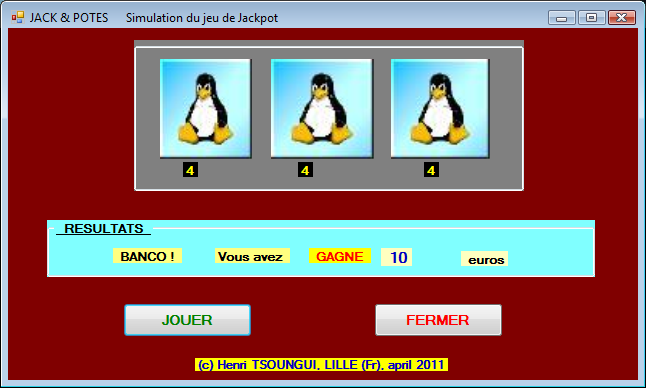 JACK & POTES Simulation du jeu de Jackpot
4 4 4
RESULTATS
BANCO ! Vous avez GAGNE 10 euros
JOUER FERMER
(c) Henri TSOUNGUI, LILLE (Fr), april 2011